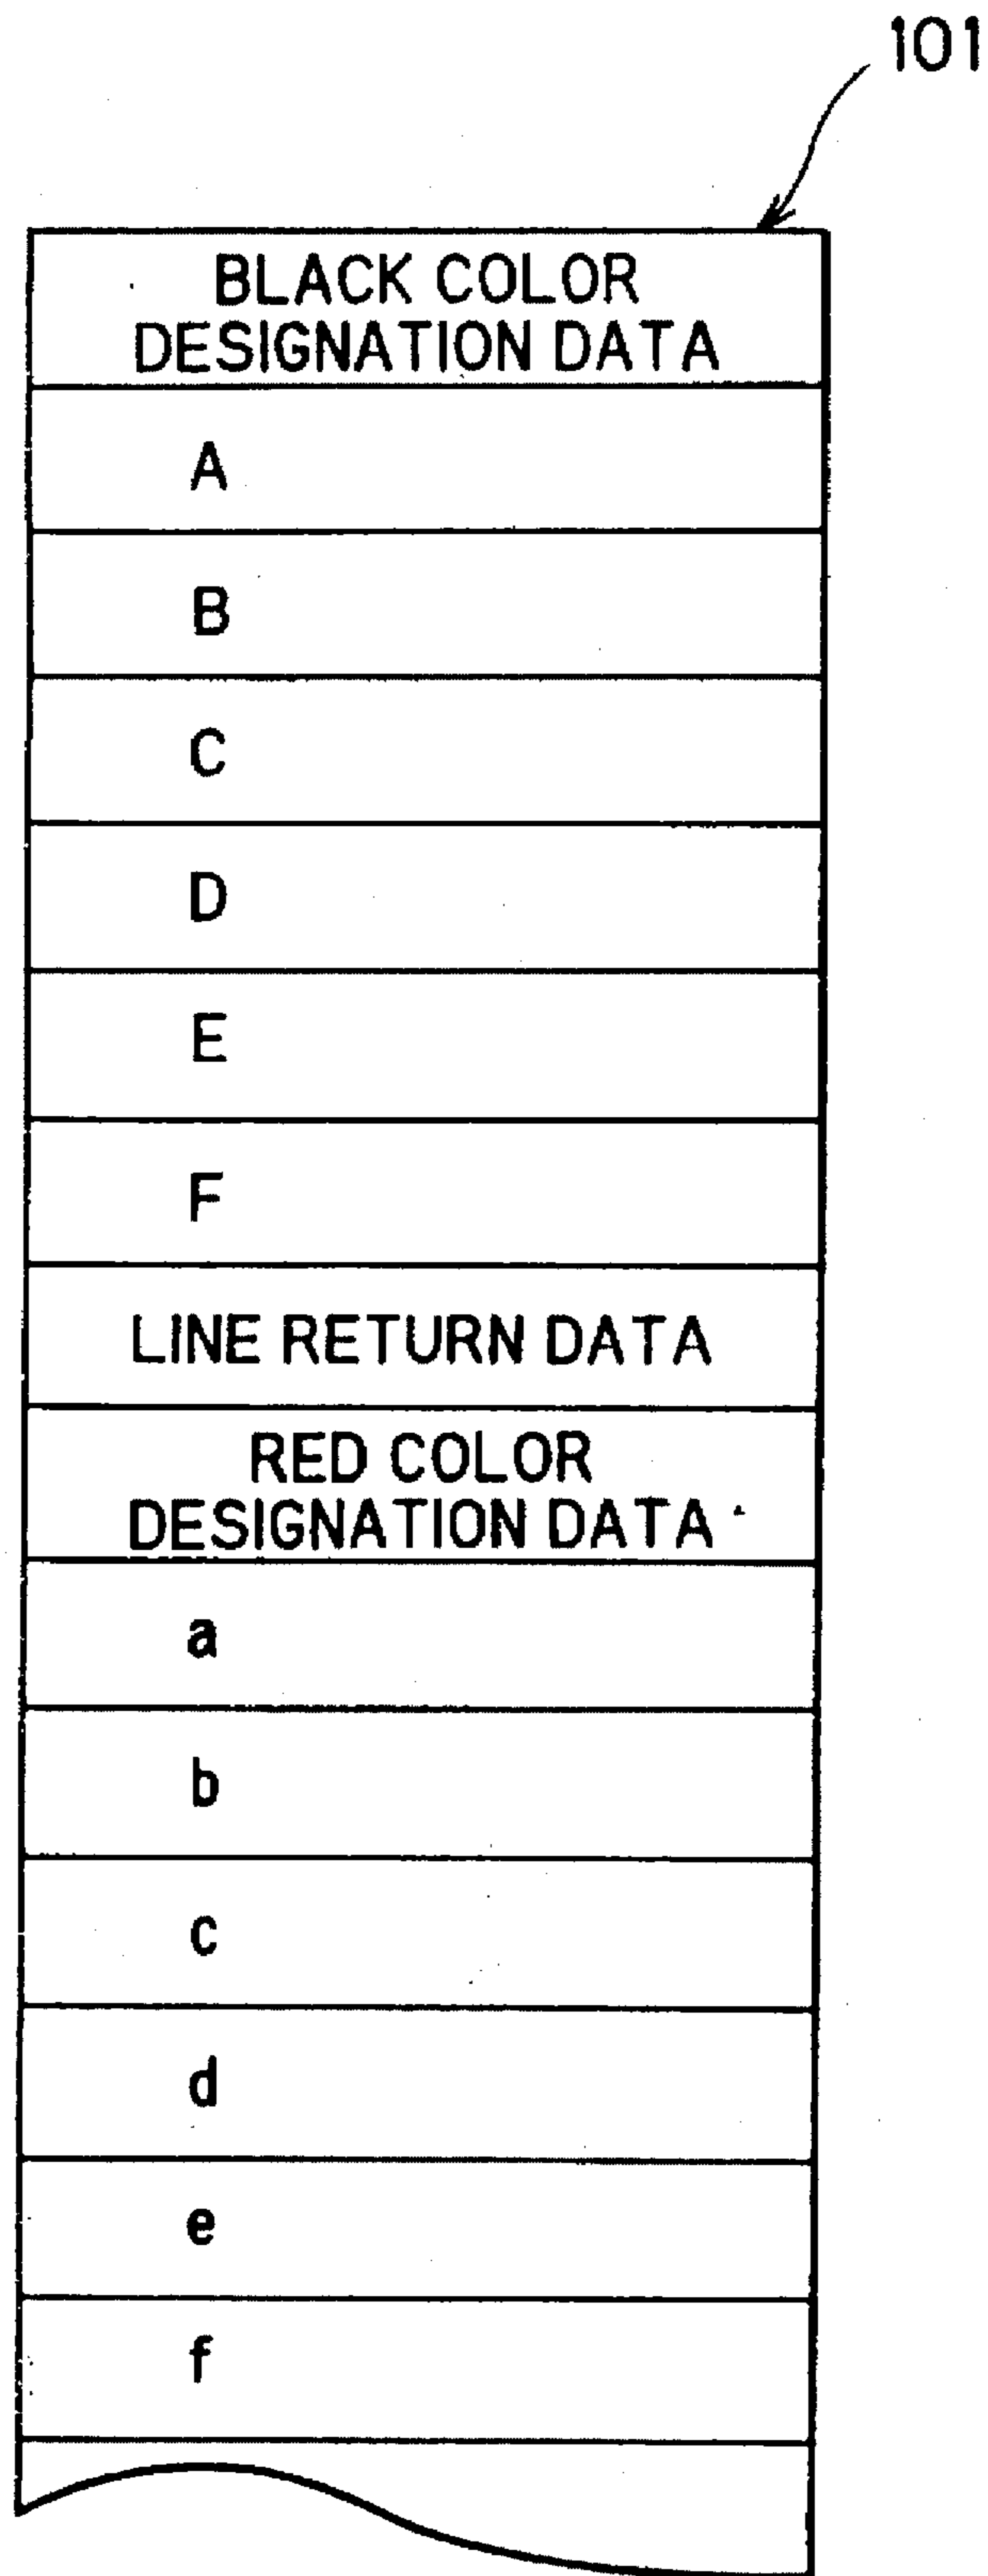 101
BLACK COLOR
DESIGNATION DATA
A
B
C
D
E
F
LINE RETURN DATA
RED COLOR
DESIGNATION DATA
a
b
c
d
e
f